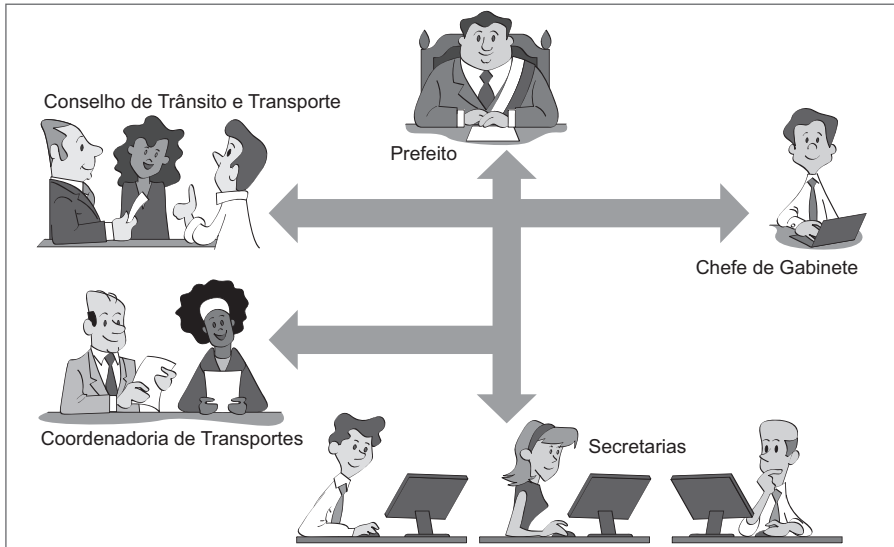 Conselho de Trânsito e Transporte
Prefeito
Chefe de Gabinete
Coordenadoria de Transportes
Secretarias